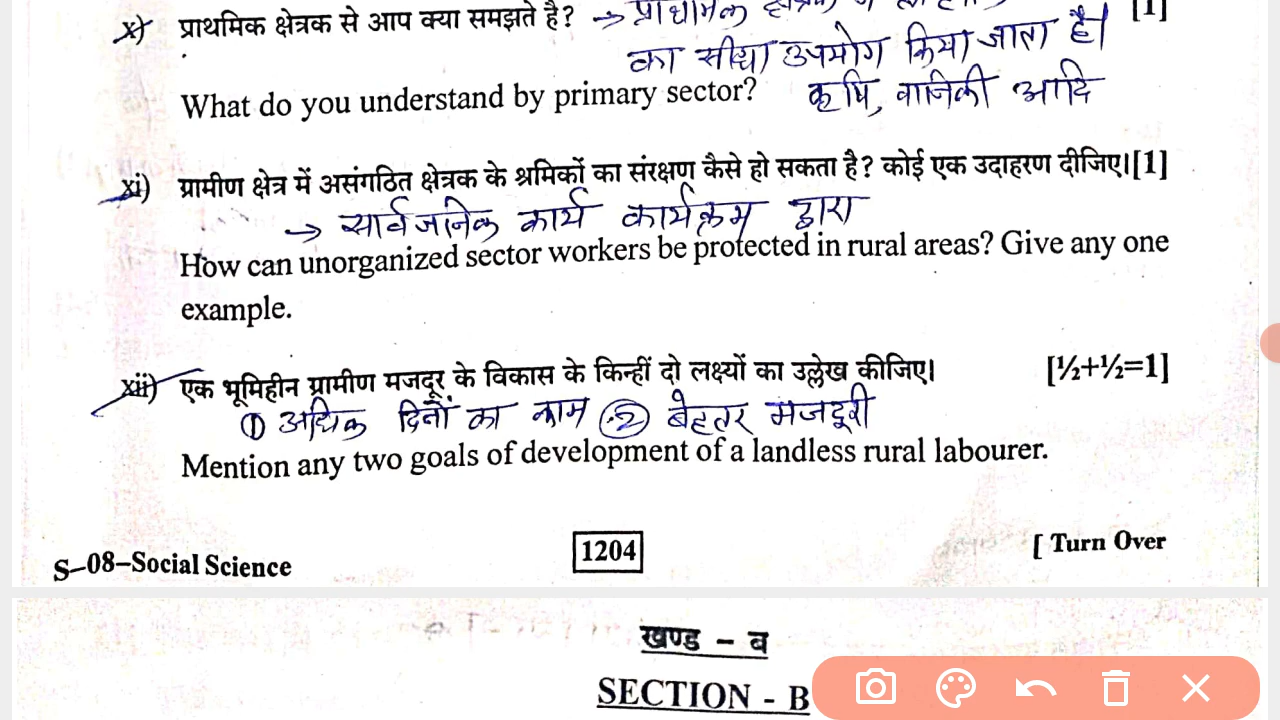 x) प्राथमिक क्षेत्रक से आप क्या समझते है? → प्राथमिक [1]
का सीधा उपयोग किया जाता है।
What do you understand by primary sector? कृषि, वानिकी आदि
xi) ग्रामीण क्षेत्र में असंगठित क्षेत्रक के श्रमिकों का संरक्षण कैसे हो सकता है? कोई एक उदाहरण दीजिए।[1]
→ सार्वजनिक कार्य कार्यक्रम द्वारा
How can unorganized sector workers be protected in rural areas? Give any one
example.
xii) एक भूमिहीन ग्रामीण मजदूर के विकास के किन्हीं दो लक्ष्यों का उल्लेख कीजिए। [½+½=1]
① अधिक दिनों का काम ② बेहतर मजदूरी
Mention any two goals of development of a landless rural labourer.
S–08–Social Science 1204 [ Turn Over
खण्ड – ब
SECTION - B